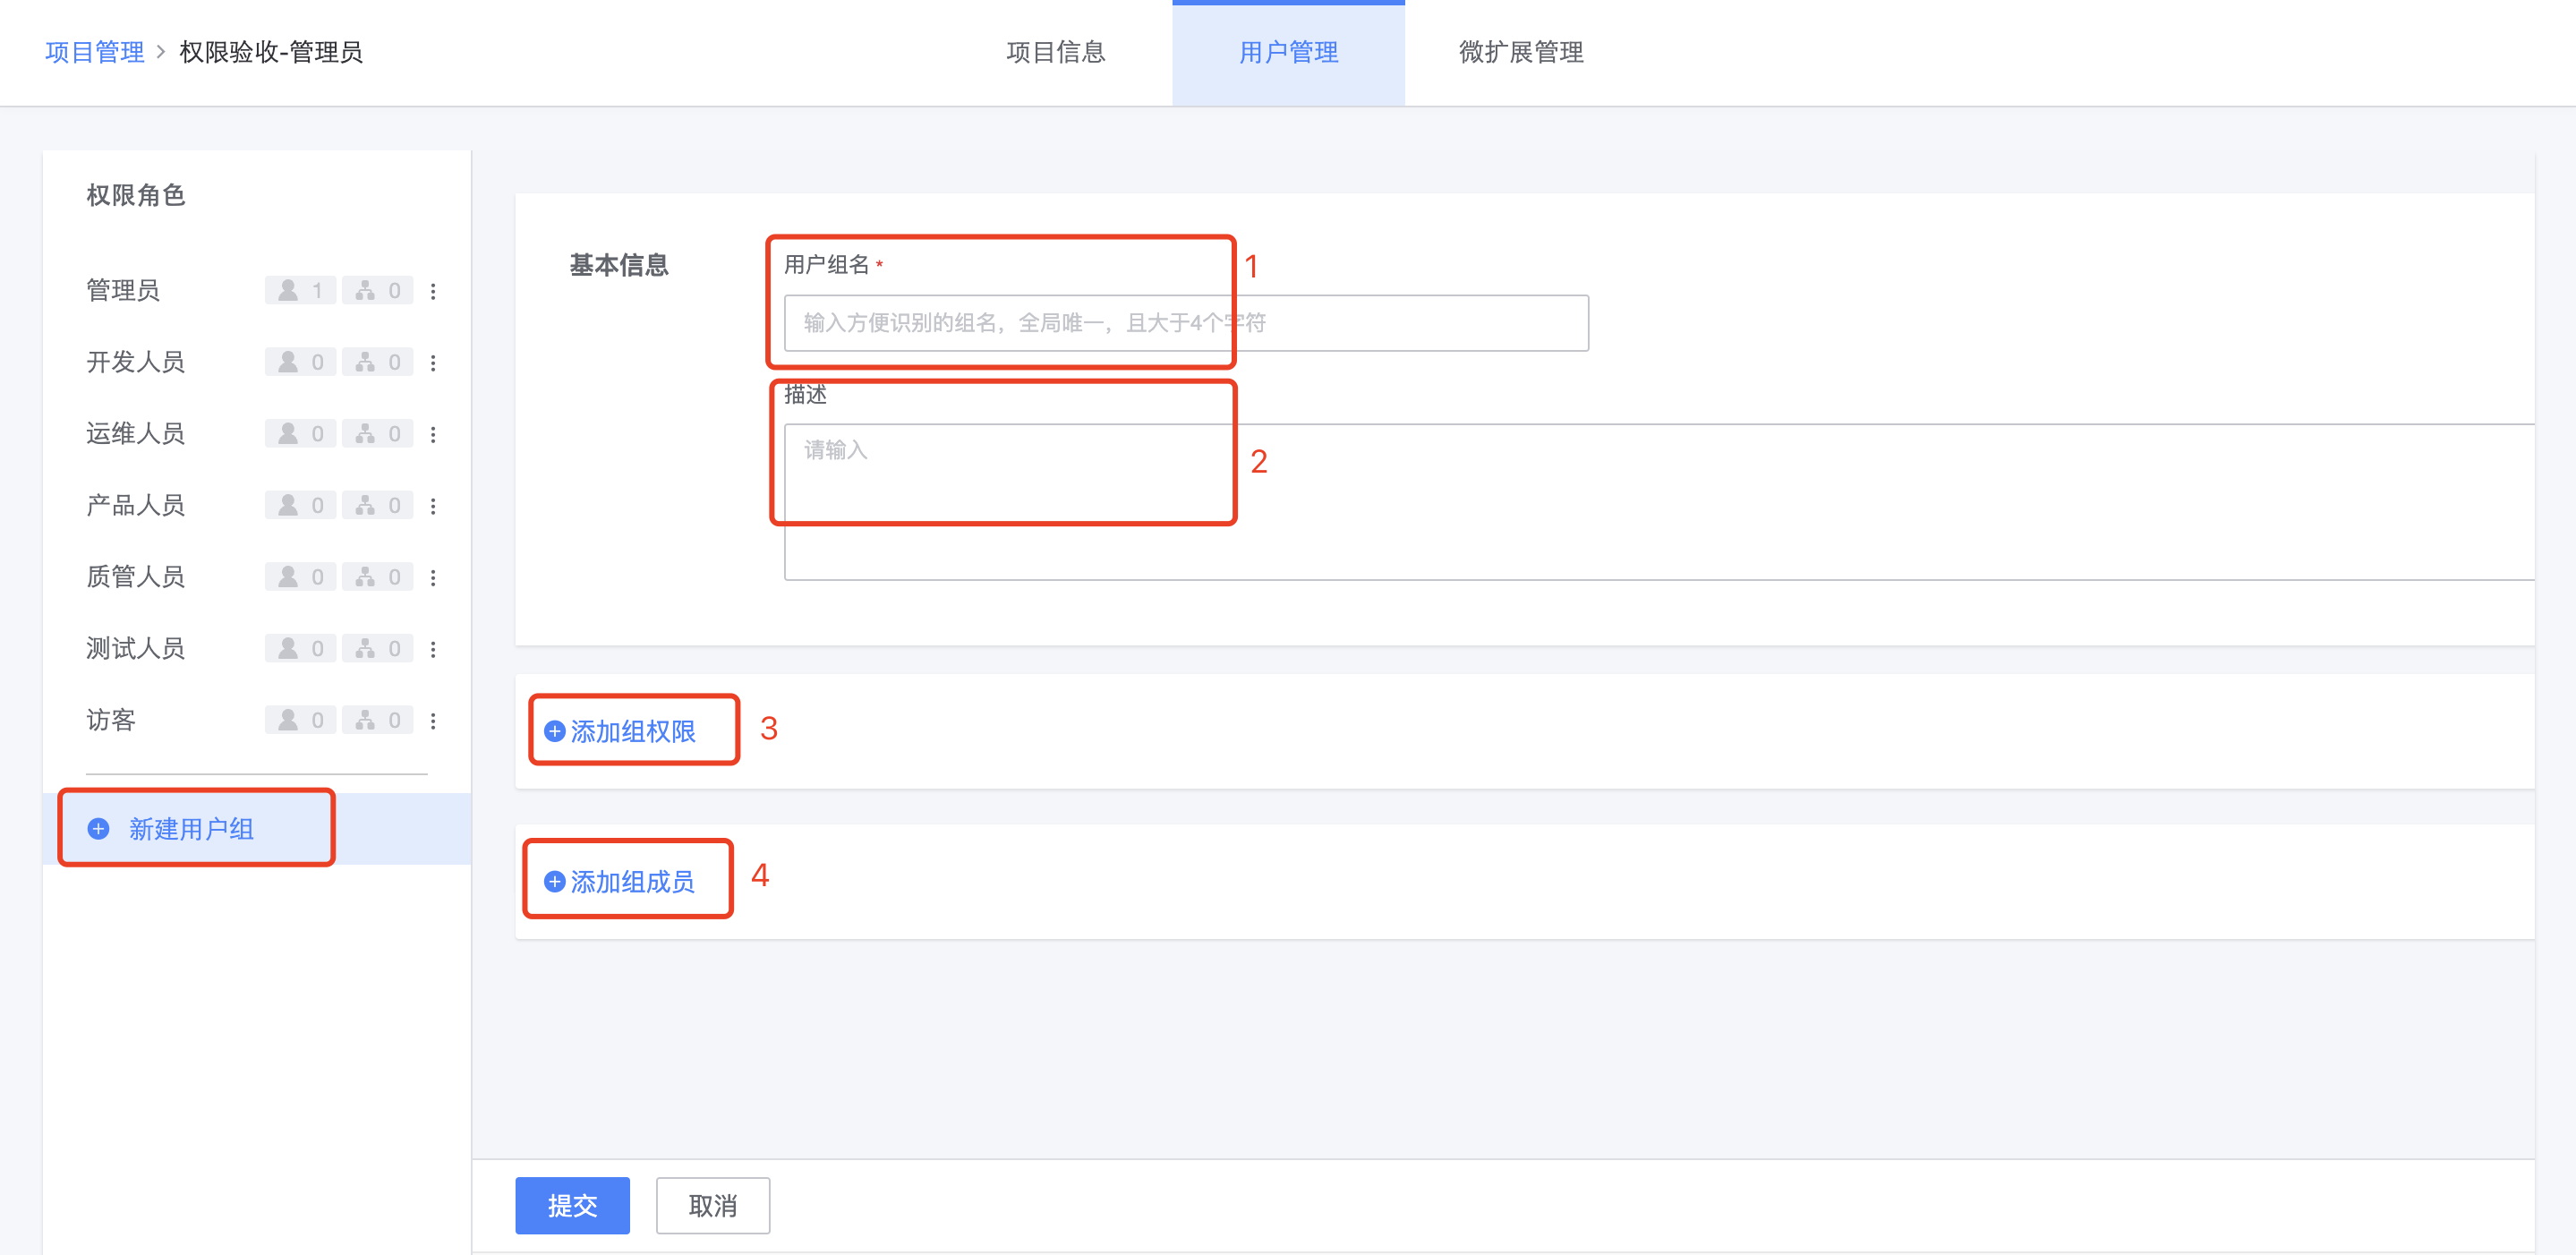 项目管理 > 权限验收-管理员
项目信息
用户管理
微扩展管理
权限角色
管理员 1 0
开发人员 0 0
运维人员 0 0
产品人员 0 0
质管人员 0 0
测试人员 0 0
访客 0 0
新建用户组
基本信息
用户组名 *
1
输入方便识别的组名，全局唯一，且大于4个字符
描述
请输入
2
添加组权限
3
添加组成员
4
提交
取消